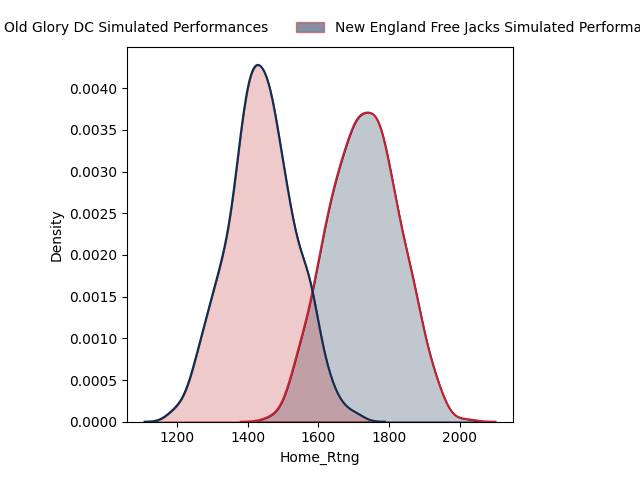 Old Glory DC Simulated Performances
New England Free Jacks Simulated Performa
0.0040
0.0035
0.0030
0.0025
0.0020
0.0015
0.0010
0.0005
0.0000
Density
1200 1400 1600 1800 2000
Home_Rtng